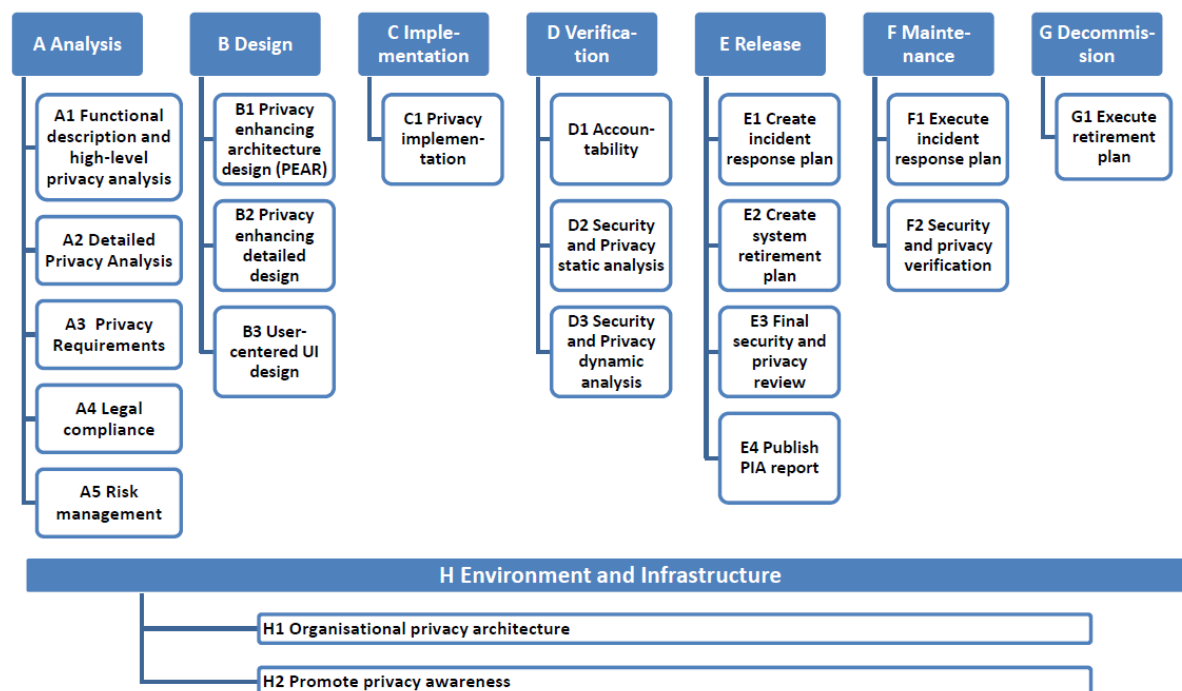 A Analysis
A1 Functional
description and
high-level
privacy analysis
A2 Detailed
Privacy Analysis
A3 Privacy
Requirements
A4 Legal
compliance
A5 Risk
management
B Design
B1 Privacy
enhancing
architecture
design (PEAR)
B2 Privacy
enhancing
detailed
design
B3 User-
centered UI
design
C Imple-
mentation
C1 Privacy
implemen-
tation
D Verifica-
tion
D1 Accoun-
tability
D2 Security
and Privacy
static analysis
D3 Security
and Privacy
dynamic
analysis
E Release
E1 Create
incident
response plan
E2 Create
system
retirement
plan
E3 Final
security and
privacy
review
E4 Publish
PIA report
F Mainte-
nance
F1 Execute
incident
response plan
F2 Security
and privacy
verification
G Decommis-
sion
G1 Execute
retirement
plan
H Environment and Infrastructure
H1 Organisational privacy architecture
H2 Promote privacy awareness